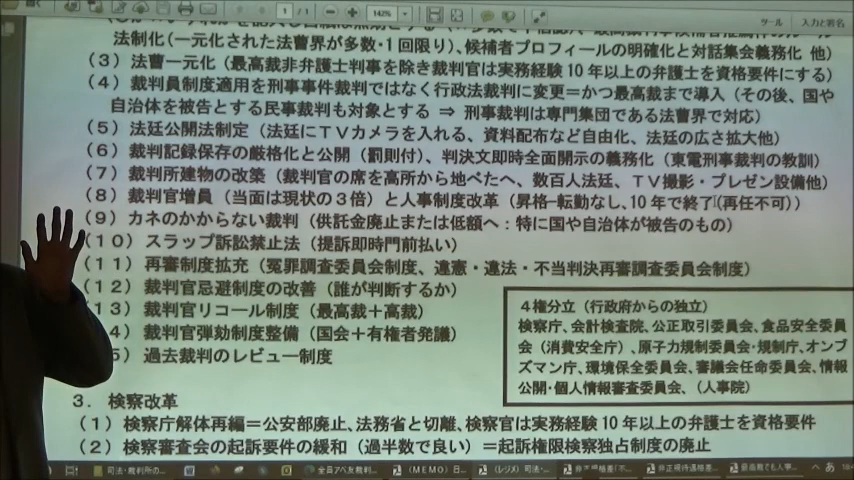 1 / 1
142%
ツール
入力と署名
法制化(一元化された法曹界が多数・1回限り)、候補者プロフィールの明確化と対話集会義務化 他)
(3)法曹一元化(最高裁非弁護士判事を除き裁判官は実務経験10年以上の弁護士を資格要件にする)
(4)裁判員制度適用を刑事事件裁判ではなく行政法裁判に変更=かつ最高裁まで導入(その後、国や
自治体を被告とする民事裁判も対象とする ⇒ 刑事裁判は専門集団である法曹界で対応)
(5)法廷公開法制定(法廷にTVカメラを入れる、資料配布など自由化、法廷の広さ拡大他)
(6)裁判記録保存の厳格化と公開(罰則付)、判決文即時全面開示の義務化(東電刑事裁判の教訓)
(7)裁判所建物の改築(裁判官の席を高所から地べたへ、数百人法廷、TV撮影・プレゼン設備他)
(8)裁判官増員(当面は現状の3倍)と人事制度改革(昇格ー転勤なし、10年で終了(再任不可))
(9)カネのかからない裁判(供託金廃止または低額へ:特に国や自治体が被告のもの)
(10)スラップ訴訟禁止法(提訴即時門前払い)
(11)再審制度拡充(冤罪調査委員会制度、違憲・違法・不当判決再審調査委員会制度)
(12)裁判官忌避制度の改善(誰が判断するか)
(13)裁判官リコール制度(最高裁+高裁)
4)裁判官弾劾制度整備(国会+有権者発議)
5)過去裁判のレビュー制度
4権分立(行政府からの独立)
検察庁、会計検査院、公正取引委員会、食品安全委員
会(消費安全庁)、原子力規制委員会・規制庁、オンブ
ズマン庁、環境保全委員会、審議会任命委員会、情報
公開・個人情報審査委員会、(人事院)
3. 検察改革
(1)検察庁解体再編=公安部廃止、法務省と切離、検察官は実務経験10年以上の弁護士を資格要件
(2)検察審査会の起訴要件の緩和(過半数で良い)=起訴権限検察独占制度の廃止
司法・裁判所の...
全員アベ友裁判...
(MEMO)日...
(レジメ)司法・...